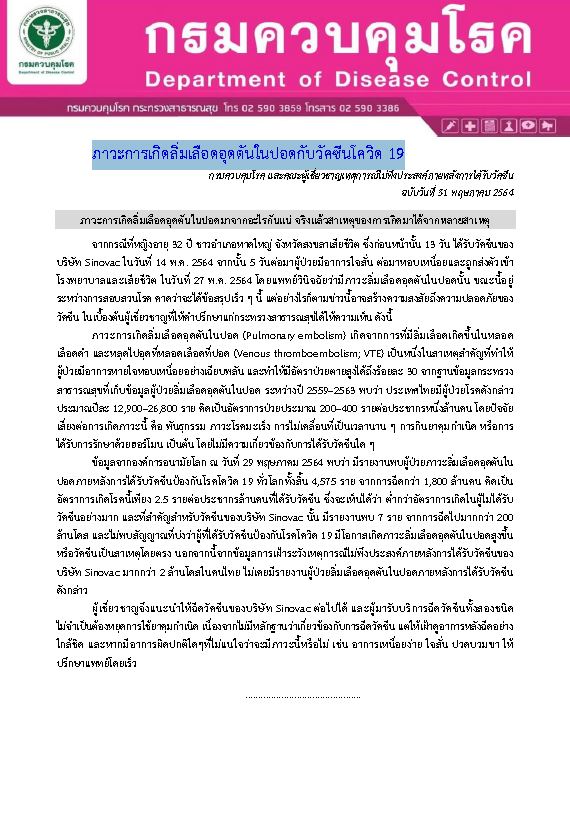 กรมควบคุมโรค
กรมควบคุมโรค
Department of Disease Control
Department of Disease Control
กรมควบคุมโรค กระทรวงสาธารณสุข โทร 02 590 3859 โทรสาร 02 590 3386
ภาวะการเกิดลิ่มเลือดอุดตันในปอดกับวัคซีนโควิด 19
กรมควบคุมโรค และคณะผู้เชี่ยวชาญเหตุการณ์ไม่พึงประสงค์ภายหลังการได้รับวัคซีน
ฉบับวันที่ 31 พฤษภาคม 2564
ภาวะการเกิดลิ่มเลือดอุดตันในปอดมาจากอะไรกันแน่ จริงแล้วสาเหตุของการเกิดมาได้จากหลายสาเหตุ
จากกรณีที่หญิงอายุ 32 ปี ชาวอำเภอหาดใหญ่ จังหวัดสงขลาเสียชีวิต ซึ่งก่อนหน้านั้น 13 วัน ได้รับวัคซีนของ
บริษัท Sinovac ในวันที่ 14 พ.ค. 2564 จากนั้น 5 วันต่อมาผู้ป่วยมีอาการใจสั่น ต่อมาหอบเหนื่อยและถูกส่งตัวเข้า
โรงพยาบาลและเสียชีวิต ในวันที่ 27 พ.ค. 2564 โดยแพทย์วินิจฉัยว่ามีภาวะลิ่มเลือดอุดตันในปอดนั้น ขณะนี้อยู่
ระหว่างการสอบสวนโรค คาดว่าจะได้ข้อสรุปเร็ว ๆ นี้ แต่อย่างไรก็ตามข่าวนี้อาจสร้างความสงสัยถึงความปลอดภัยของ
วัคซีน ในเบื้องต้นผู้เชี่ยวชาญที่ให้คำปรึกษาแก่กระทรวงสาธารณสุขได้ให้ความเห็น ดังนี้
ภาวะการเกิดลิ่มเลือดอุดตันในปอด (Pulmonary embolism) เกิดจากการที่มีลิ่มเลือดเกิดขึ้นในหลอด
เลือดดำ และหลุดไปอุดที่หลอดเลือดที่ปอด (Venous thromboembolism; VTE) เป็นหนึ่งในสาเหตุสำคัญที่ทำให้
ผู้ป่วยมีอาการหายใจหอบเหนื่อยอย่างเฉียบพลัน และทำให้มีอัตราป่วยตายสูงได้ถึงร้อยละ 30 จากฐานข้อมูลกระทรวง
สาธารณสุขที่เก็บข้อมูลผู้ป่วยลิ่มเลือดอุดตันในปอด ระหว่างปี 2559–2563 พบว่า ประเทศไทยมีผู้ป่วยโรคดังกล่าว
ประมาณปีละ 12,900–26,800 ราย คิดเป็นอัตราการป่วยประมาณ 200–400 รายต่อประชากรหนึ่งล้านคน โดยปัจจัย
เสี่ยงต่อการเกิดภาวะนี้ คือ พันธุกรรม ภาวะโรคมะเร็ง การไม่เคลื่อนที่เป็นเวลานาน ๆ การกินยาคุมกำเนิด หรือการ
ได้รับการรักษาด้วยฮอร์โมน เป็นต้น โดยไม่มีความเกี่ยวข้องกับการได้รับวัคซีนใด ๆ
ข้อมูลจากองค์การอนามัยโลก ณ วันที่ 29 พฤษภาคม 2564 พบว่า มีรายงานพบผู้ป่วยภาวะลิ่มเลือดอุดตันใน
ปอดภายหลังการได้รับวัคซีนป้องกันโรคโควิด 19 ทั่วโลกทั้งสิ้น 4,575 ราย จากการฉีดกว่า 1,800 ล้านคน คิดเป็น
อัตราการเกิดโรคนี้เพียง 2.5 รายต่อประชากรล้านคนที่ได้รับวัคซีน ซึ่งจะเห็นได้ว่า ต่ำกว่าอัตราการเกิดในผู้ไม่ได้รับ
วัคซีนอย่างมาก และที่สำคัญสำหรับวัคซีนของบริษัท Sinovac นั้น มีรายงานพบ 7 ราย จากการฉีดไปมากกว่า 200
ล้านโดส และไม่พบสัญญาณที่บ่งว่าผู้ที่ได้รับวัคซีนป้องกันโรคโควิด 19 มีโอกาสเกิดภาวะลิ่มเลือดอุดตันในปอดสูงขึ้น
หรือวัคซีนเป็นสาเหตุโดยตรง นอกจากนี้จากข้อมูลการเฝ้าระวังเหตุการณ์ไม่พึงประสงค์ภายหลังการได้รับวัคซีนของ
บริษัท Sinovac มากกว่า 2 ล้านโดสในคนไทย ไม่เคยมีรายงานผู้ป่วยลิ่มเลือดอุดตันในปอดภายหลังการได้รับวัคซีน
ดังกล่าว
ผู้เชี่ยวชาญจึงแนะนำให้ฉีดวัคซีนของบริษัท Sinovac ต่อไปได้ และผู้มารับบริการฉีดวัคซีนทั้งสองชนิด
ไม่จำเป็นต้องหยุดการใช้ยาคุมกำเนิด เนื่องจากไม่มีหลักฐานว่าเกี่ยวข้องกับการฉีดวัคซีน แต่ให้เฝ้าดูอาการหลังฉีดอย่าง
ใกล้ชิด และหากมีอาการผิดปกติใดๆที่ไม่แน่ใจว่าจะมีภาวะนี้หรือไม่ เช่น อาการเหนื่อยง่าย ใจสั่น ปวดบวมขา ให้
ปรึกษาแพทย์โดยเร็ว
.............................................